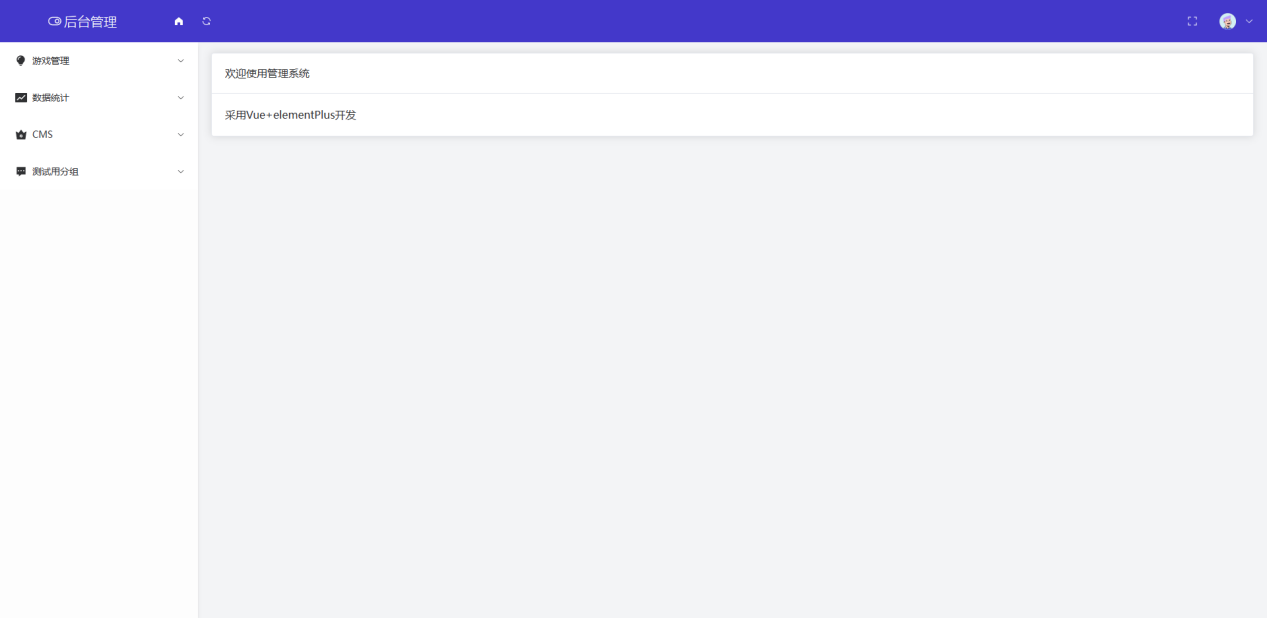 后台管理
游戏管理
数据统计
CMS
测试用分组
欢迎使用管理系统
采用Vue+elementPlus开发